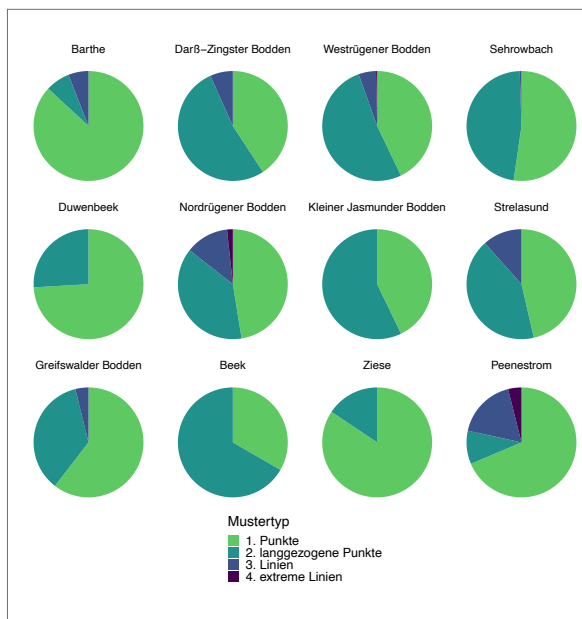 Barthe
Darß−Zingster Bodden
Westrügener Bodden
Sehrowbach
Duwenbeek
Nordrügener Bodden
Kleiner Jasmunder Bodden
Strelasund
Greifswalder Bodden
Beek
Ziese
Peenestrom
Mustertyp
1. Punkte
2. langgezogene Punkte
3. Linien
4. extreme Linien